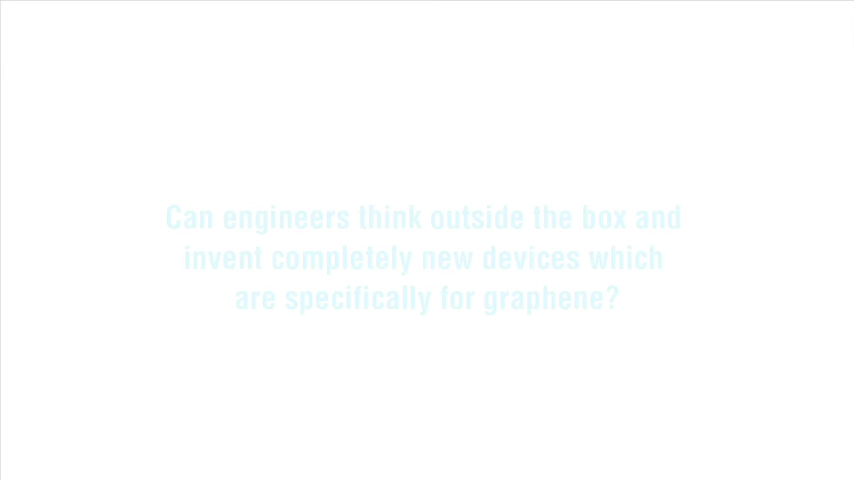 Can engineers think outside the box and
invent completely new devices which
are specifically for graphene?